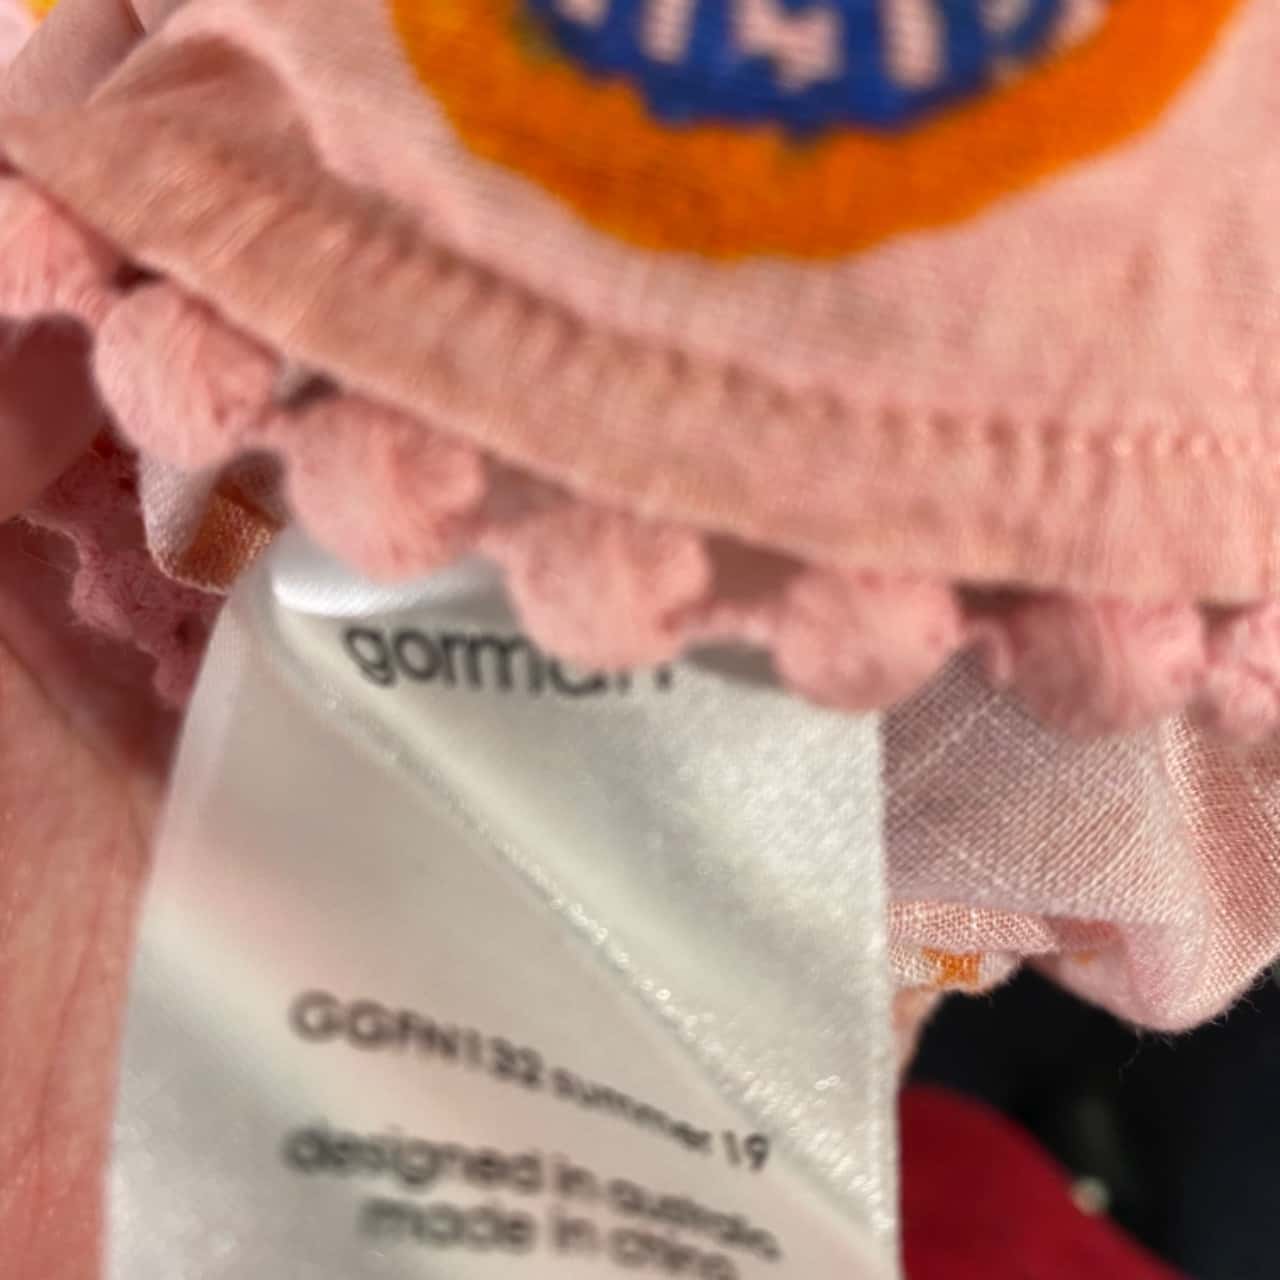 gorman
GGFN132 summer 19
designed in australia,
made in china.